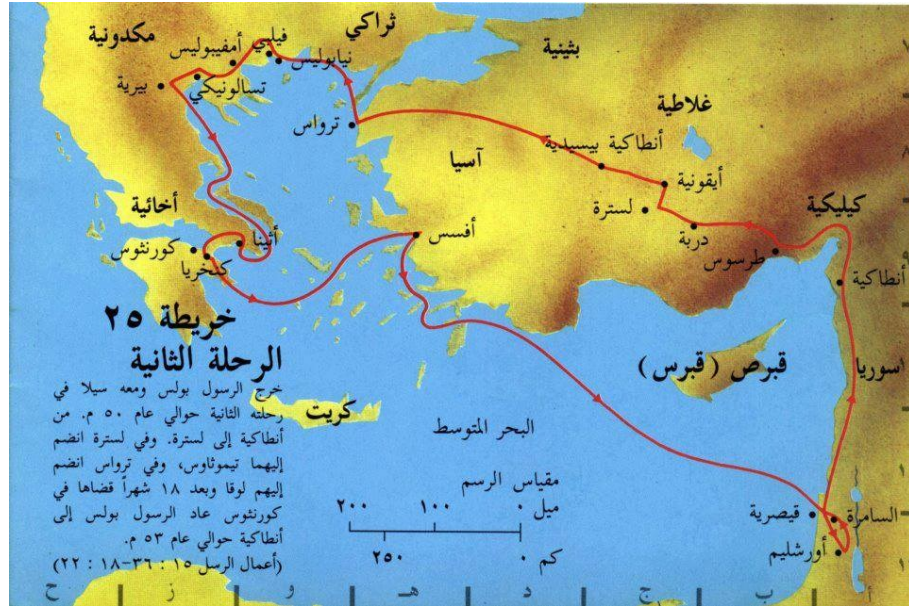 ثراكي
مكدونية
فيلبي
أمفيبوليس
نيابوليس
بثينية
تسالونيكي
بيرية
غلاطية
ترواس
أنطاكية بيسيدية
آسيا
أيقونية
كيليكية
لسترة
أخائية
دربة
أفسس
أثينا
كورنثوس
طرسوس
كنخريا
أنطاكية
خريطة ٢٥
الرحلة الثانية
خرج الرسول بولس ومعه سيلا في
رحلته الثانية حوالي عام ٥٠ م. من
أنطاكية إلى لسترة. وفي لسترة انضم
إليهما تيموثاوس، وفي ترواس انضم
إليهم لوقا وبعد ١٨ شهراً قضاها في
كورنثوس عاد الرسول بولس إلى
أنطاكية حوالي عام ٥٣ م.
(أعمال الرسل ١٥ : ٣٦-١٨ : ٢٢)
قبرص (قبرس)
سوريا
كريت
البحر المتوسط
مقياس الرسم
ميل ٠ ١٠٠ ٢٠٠
كم ٠ ٢٥٠
قيصرية
السامرة
أورشليم
أ ب ج د هـ و ز ح